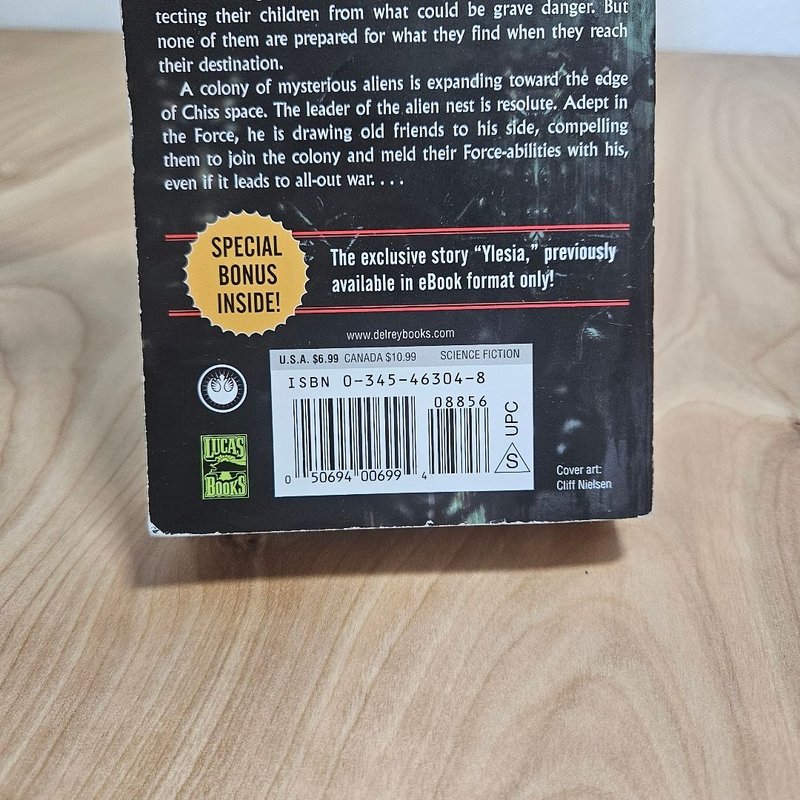 tecting their children from what could be grave danger. But
none of them are prepared for what they find when they reach
their destination.
A colony of mysterious aliens is expanding toward the edge
of Chiss space. The leader of the alien nest is resolute. Adept in
the Force, he is drawing old friends to his side, compelling
them to join the colony and meld their Force-abilities with his,
even if it leads to all-out war. . . .
SPECIAL
BONUS
INSIDE!
The exclusive story “Ylesia,” previously
available in eBook format only!
www.delreybooks.com
U.S.A. $6.99 CANADA $10.99 SCIENCE FICTION
ISBN 0-345-46304-8
08856
0 50694 00699 4
S UPC
LUCAS
BOOKS
Cover art:
Cliff Nielsen